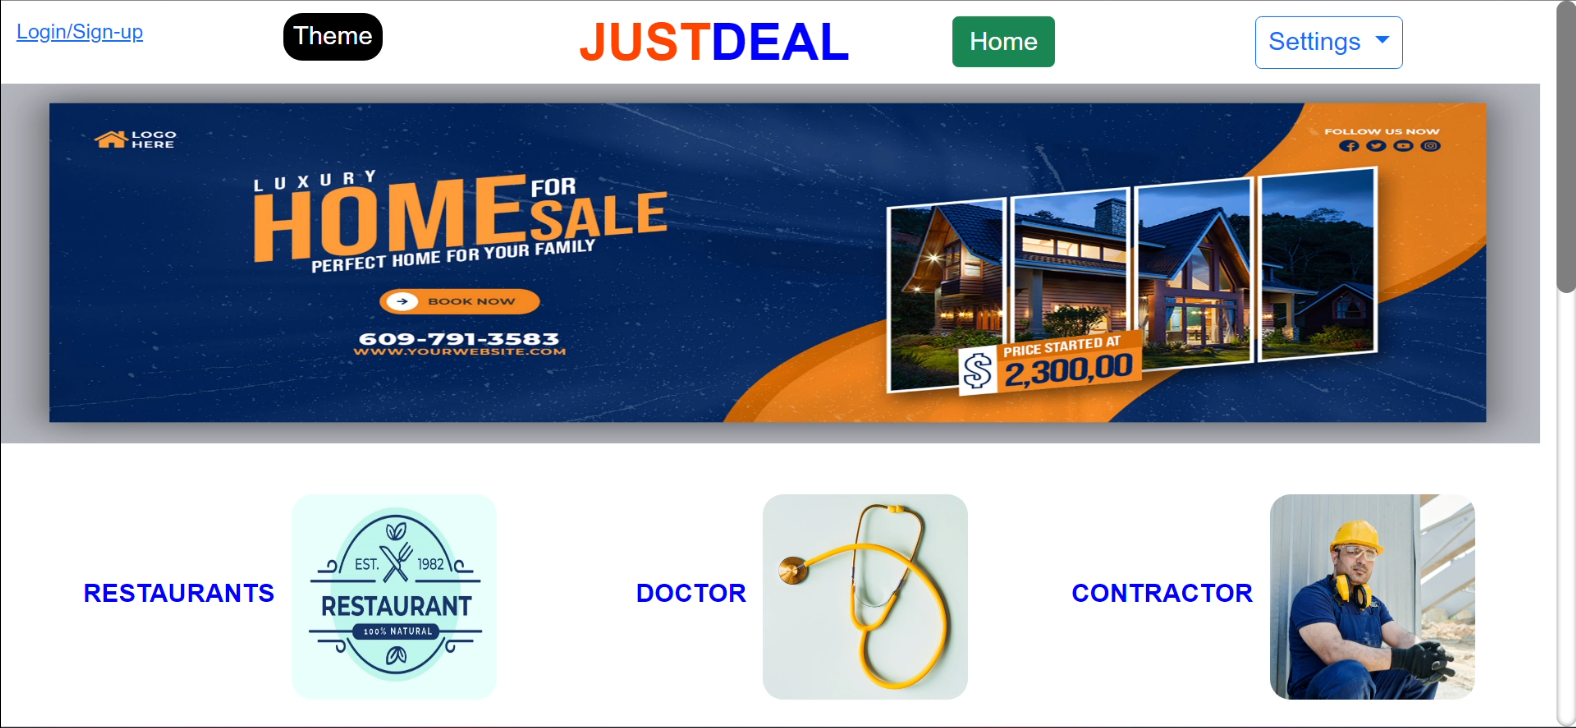 Login/Sign-up
Theme
JUSTDEAL
Home
Settings
LOGO
HERE
FOLLOW US NOW
LUXURY
HOME FOR
SALE
PERFECT HOME FOR YOUR FAMILY
BOOK NOW
609-791-3583
WWW.YOURWEBSITE.COM
PRICE STARTED AT
$ 2,300,00
RESTAURANTS
EST. 1982
RESTAURANT
100% NATURAL
DOCTOR
CONTRACTOR